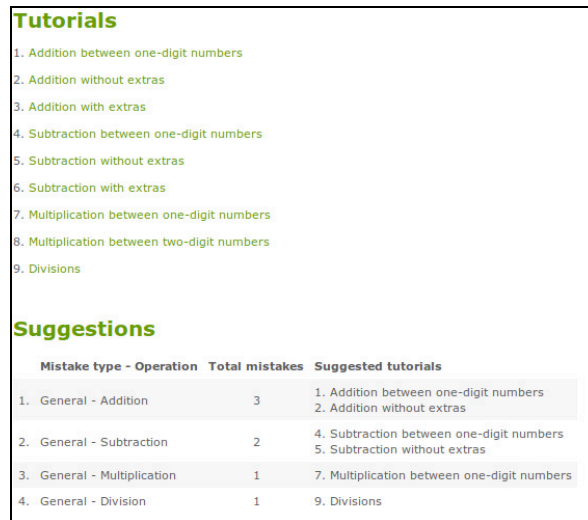 Tutorials
1. Addition between one-digit numbers
2. Addition without extras
3. Addition with extras
4. Subtraction between one-digit numbers
5. Subtraction without extras
6. Subtraction with extras
7. Multiplication between one-digit numbers
8. Multiplication between two-digit numbers
9. Divisions
Suggestions
Mistake type - Operation Total mistakes Suggested tutorials
1. General - Addition 3 1. Addition between one-digit numbers
2. Addition without extras
2. General - Subtraction 2 4. Subtraction between one-digit numbers
5. Subtraction without extras
3. General - Multiplication 1 7. Multiplication between one-digit numbers
4. General - Division 1 9. Divisions